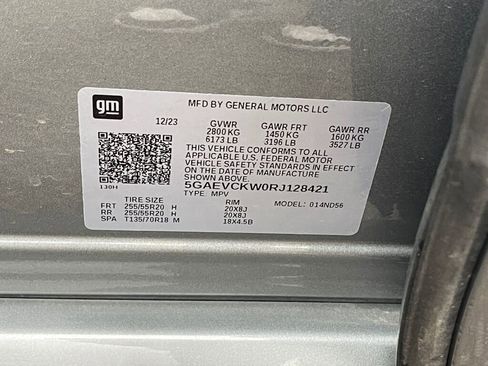 gm
MFD BY GENERAL MOTORS LLC
12/23 GVWR GAWR FRT GAWR RR
2800 KG 1450 KG 1600 KG
6173 LB 3196 LB 3527 LB
THIS VEHICLE CONFORMS TO ALL
APPLICABLE U.S. FEDERAL MOTOR
VEHICLE SAFETY STANDARDS IN EFFECT
ON THE DATE OF MANUFACTURE SHOWN ABOVE.
130H 5GAEVCKW0RJ128421
TYPE: MPV MODEL: 014ND56
TIRE SIZE RIM
FRT 255/55R20 H 20X8J
RR 255/55R20 H 20X8J
SPA T135/70R18 M 18X4.5B